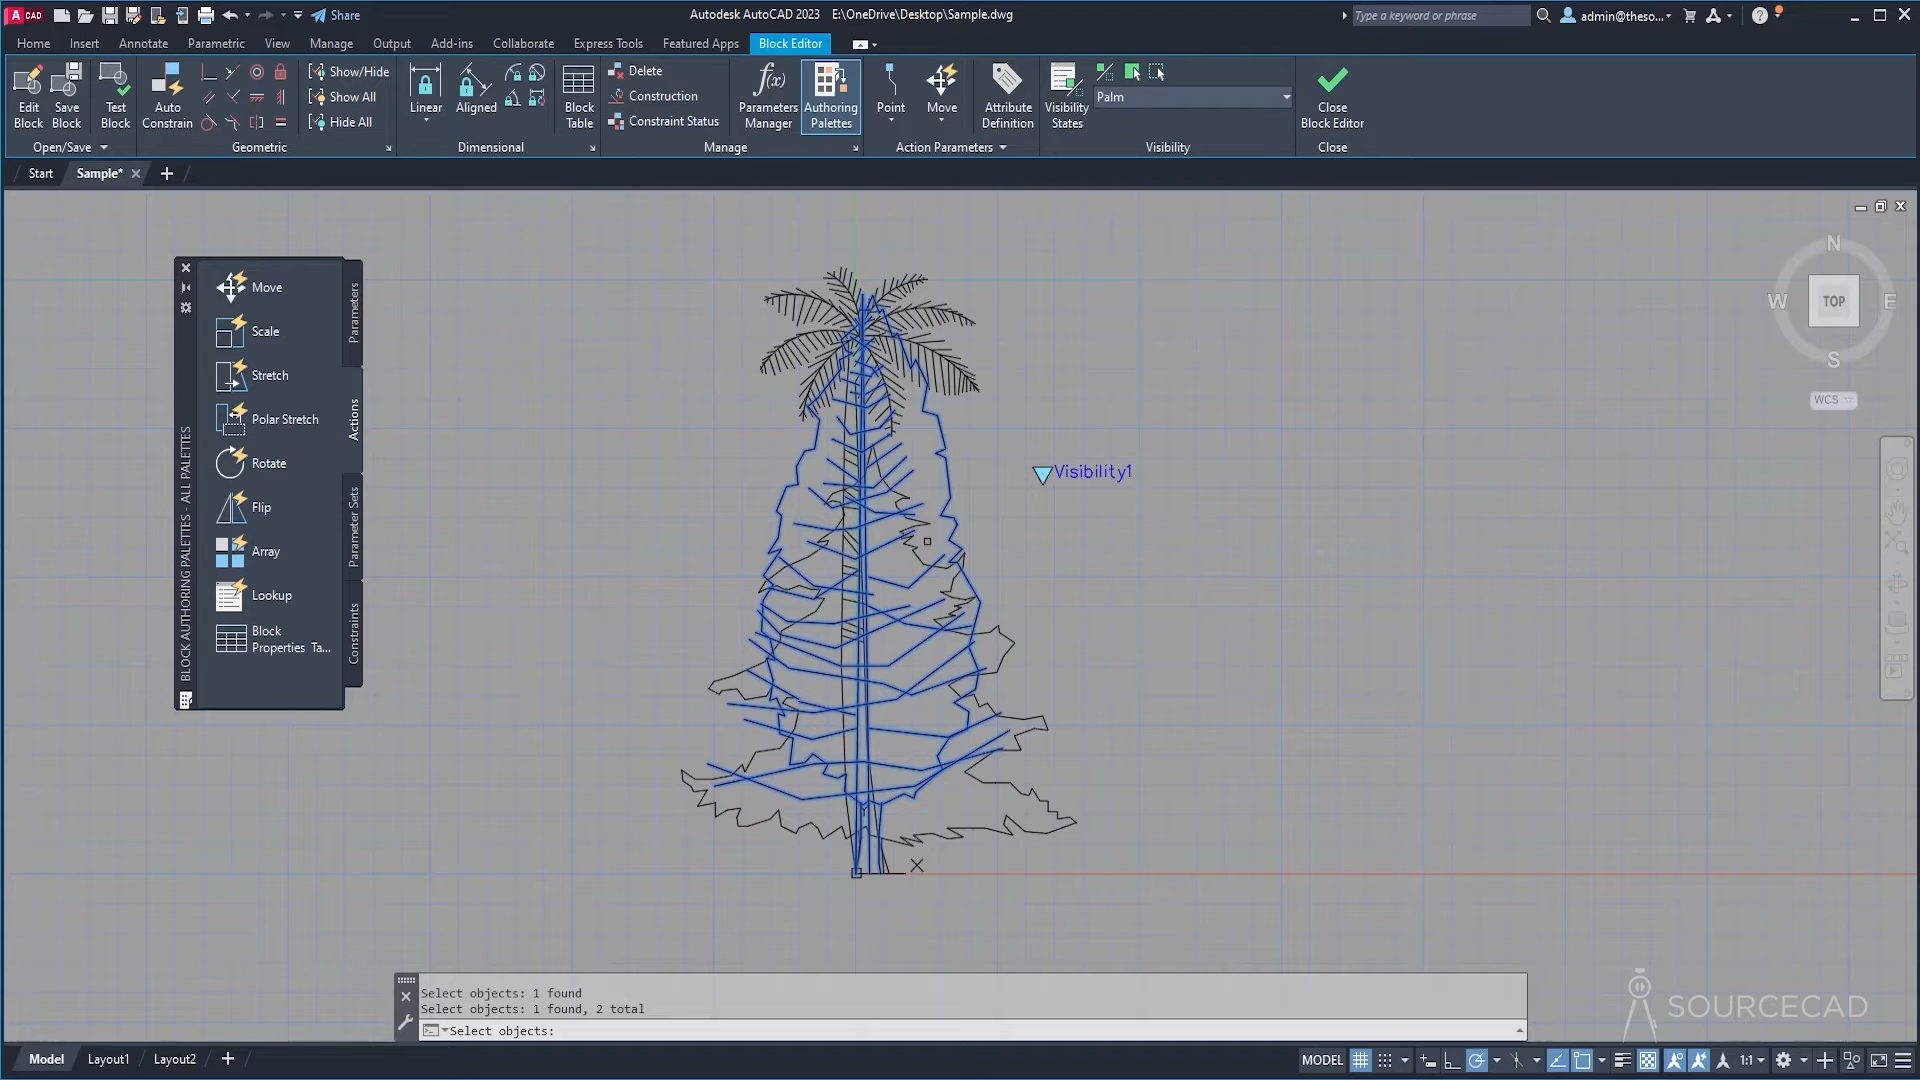 A CAD
Share
Autodesk AutoCAD 2023 E:\OneDrive\Desktop\Sample.dwg
Type a keyword or phrase
admin@theso...
Home Insert Annotate Parametric View Manage Output Add-ins Collaborate Express Tools Featured Apps Block Editor
Edit
Block
Save
Block
Test
Block
Open/Save
Auto
Constrain
Show/Hide
Show All
Hide All
Geometric
Linear
Aligned
Dimensional
Block
Table
Delete
Construction
Constraint Status
Parameters
Manager
Authoring
Palettes
Manage
Point
Move
Action Parameters
Attribute
Definition
Visibility
States
Palm
Visibility
Close
Block Editor
Close
Start
Sample*
N
W
TOP
E
S
WCS
Move
Scale
Stretch
Polar Stretch
Rotate
Flip
Array
Lookup
Block
Properties Ta...
Parameters
Actions
Parameter Sets
Constraints
BLOCK AUTHORING PALETTES - ALL PALETTES
Visibility1
X
Select objects: 1 found
Select objects: 1 found, 2 total
Select objects:
SOURCECAD
Model Layout1 Layout2
MODEL
1:1